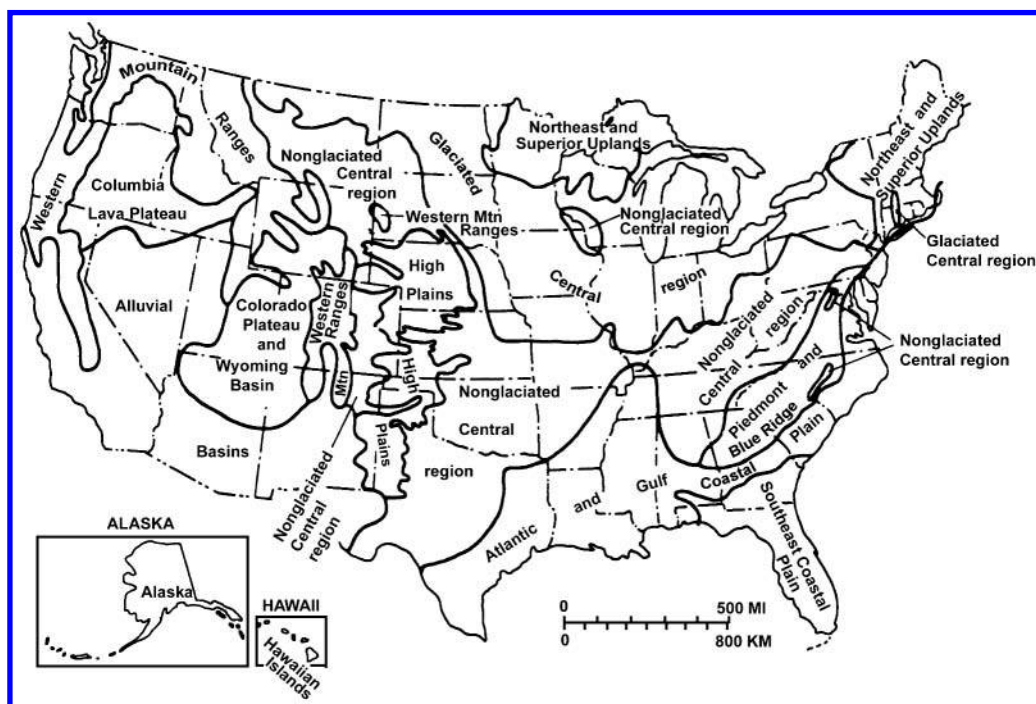 Mountain
Ranges
Western
Columbia
Lava Plateau
Nonglaciated
Central
region
Glaciated
Northeast and
Superior Uplands
Northeast and
Superior Uplands
Western Mtn
Ranges
Nonglaciated
Central region
Glaciated
Central region
High
Plains
Central
region
Alluvial
Colorado
Plateau
and
Wyoming
Basin
Western
Ranges
Mtn
High
Plains
Nonglaciated
Central
region
Nonglaciated
Central
region
Piedmont and
Blue Ridge
Nonglaciated
Central region
Basins
Nonglaciated
Central
region
Atlantic
and
Gulf
Coastal
Plain
Southeast Coastal
Plain
ALASKA
Alaska
HAWAII
Hawaiian
Islands
0 500 MI
0 800 KM